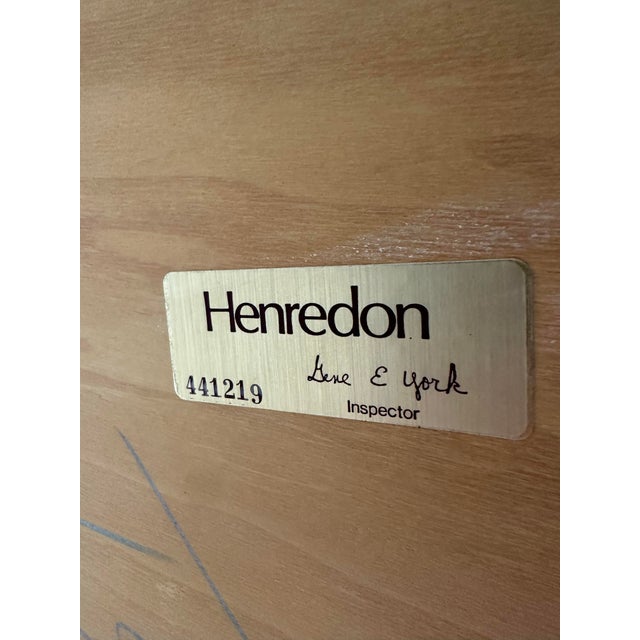 Henredon
441219 Gene E York
Inspector